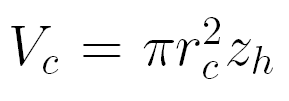 $V_c = \pi r_c^2 z_h$